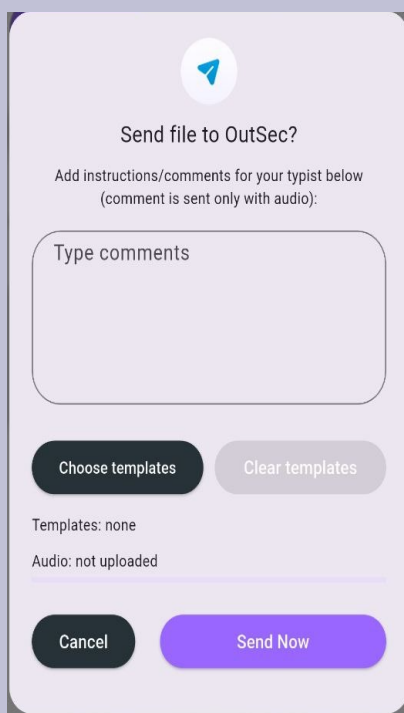 Send file to OutSec?
Add instructions/comments for your typist below
(comment is sent only with audio):
Type comments
Choose templates
Clear templates
Templates: none
Audio: not uploaded
Cancel
Send Now